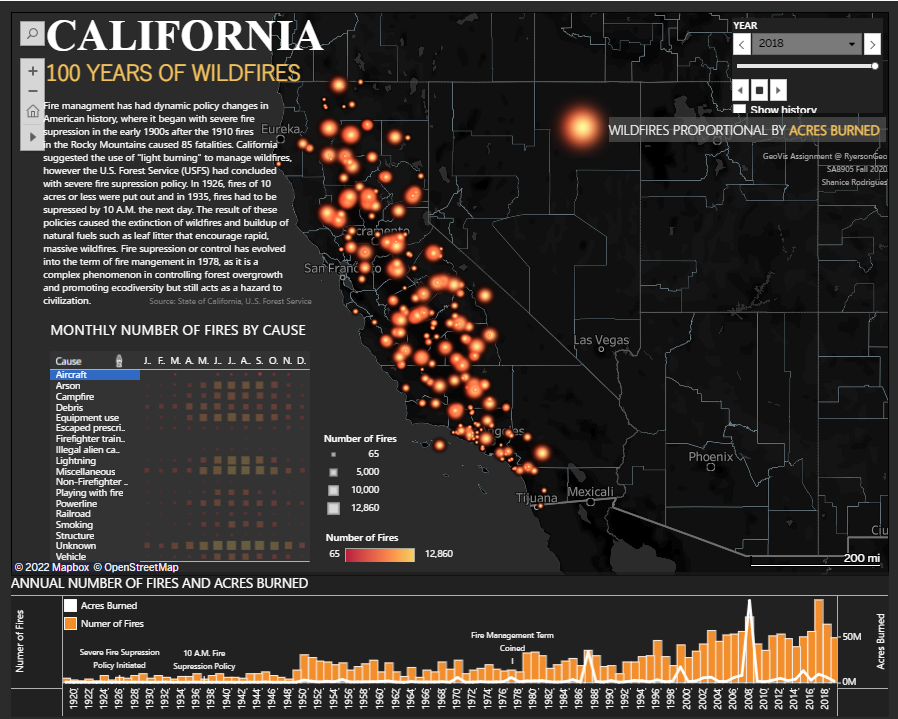 CALIFORNIA
100 YEARS OF WILDFIRES
Fire managment has had dynamic policy changes in
American history, where it began with severe fire
supression in the early 1900s after the 1910 fires
in the Rocky Mountains caused 85 fatalities. California
suggested the use of "light burning" to manage wildfires,
however the U.S. Forest Service (USFS) had concluded
with severe fire supression policy. In 1926, fires of 10
acres or less were put out and in 1935, fires had to be
supressed by 10 A.M. the next day. The result of these
policies caused the extinction of wildfires and buildup of
natural fuels such as leaf litter that encourage rapid,
massive wildfires. Fire supression or control has evolved
into the term of fire mangement in 1978, as it is a
complex phenomenon in controlling forest overgrowth
and promoting ecodiversity but still acts as a hazard to
civilization.
Source: State of California, U.S. Forest Service
YEAR
2018
Show history
WILDFIRES PROPORTIONAL BY ACRES BURNED
GeoVis Assignment @ RyersonGeo
SA8905 Fall 2020
Shanice Rodrigues
Eureka
Sacramento
San Francisco
Las Vegas
Phoenix
Tijuana
Mexicali
200 mi
MONTHLY NUMBER OF FIRES BY CAUSE
Cause J.. F.. M. A. M. J.. J.. A.. S. O. N. D.
Aircraft
Arson
Campfire
Debris
Equipment use
Escaped prescri..
Firefighter train..
Illegal alien ca..
Lightning
Miscellaneous
Non-Firefighter ..
Playing with fire
Powerline
Railroad
Smoking
Structure
Unknown
Vehicle
Number of Fires
65
5,000
10,000
12,860
Number of Fires
65 12,860
© 2022 Mapbox © OpenStreetMap
ANNUAL NUMBER OF FIRES AND ACRES BURNED
Numer of Fires
Acres Burned
Numer of Fires
Severe Fire Supression
Policy Initiated
10 A.M. Fire
Supression Policy
Fire Management Term
Coined
50M
0M
Acres Burned
1920 1922 1924 1926 1928 1930 1932 1934 1936 1938 1940 1942 1944 1946 1948 1950 1952 1954 1956 1958 1960 1962 1964 1966 1968 1970 1972 1974 1976 1978 1980 1982 1984 1986 1988 1990 1992 1994 1996 1998 2000 2002 2004 2006 2008 2010 2012 2014 2016 2018